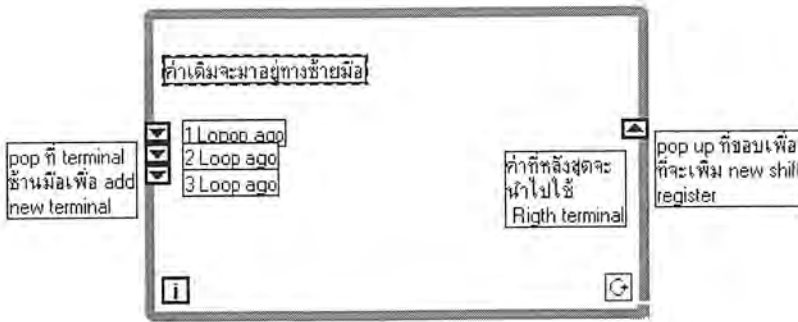 ค่าเดิมจะมาอยู่ทางซ้ายมือ
1 Lopop ago
2 Loop ago
3 Loop ago
pop ที่ terminal
ซ้านมือเพื่อ add
new terminal
ค่าที่หลังสุดจะ
นำไปใช้
Rigth terminal
pop up ที่ขอบเพื่อ
ที่จะเพิ่ม new shift
register
i